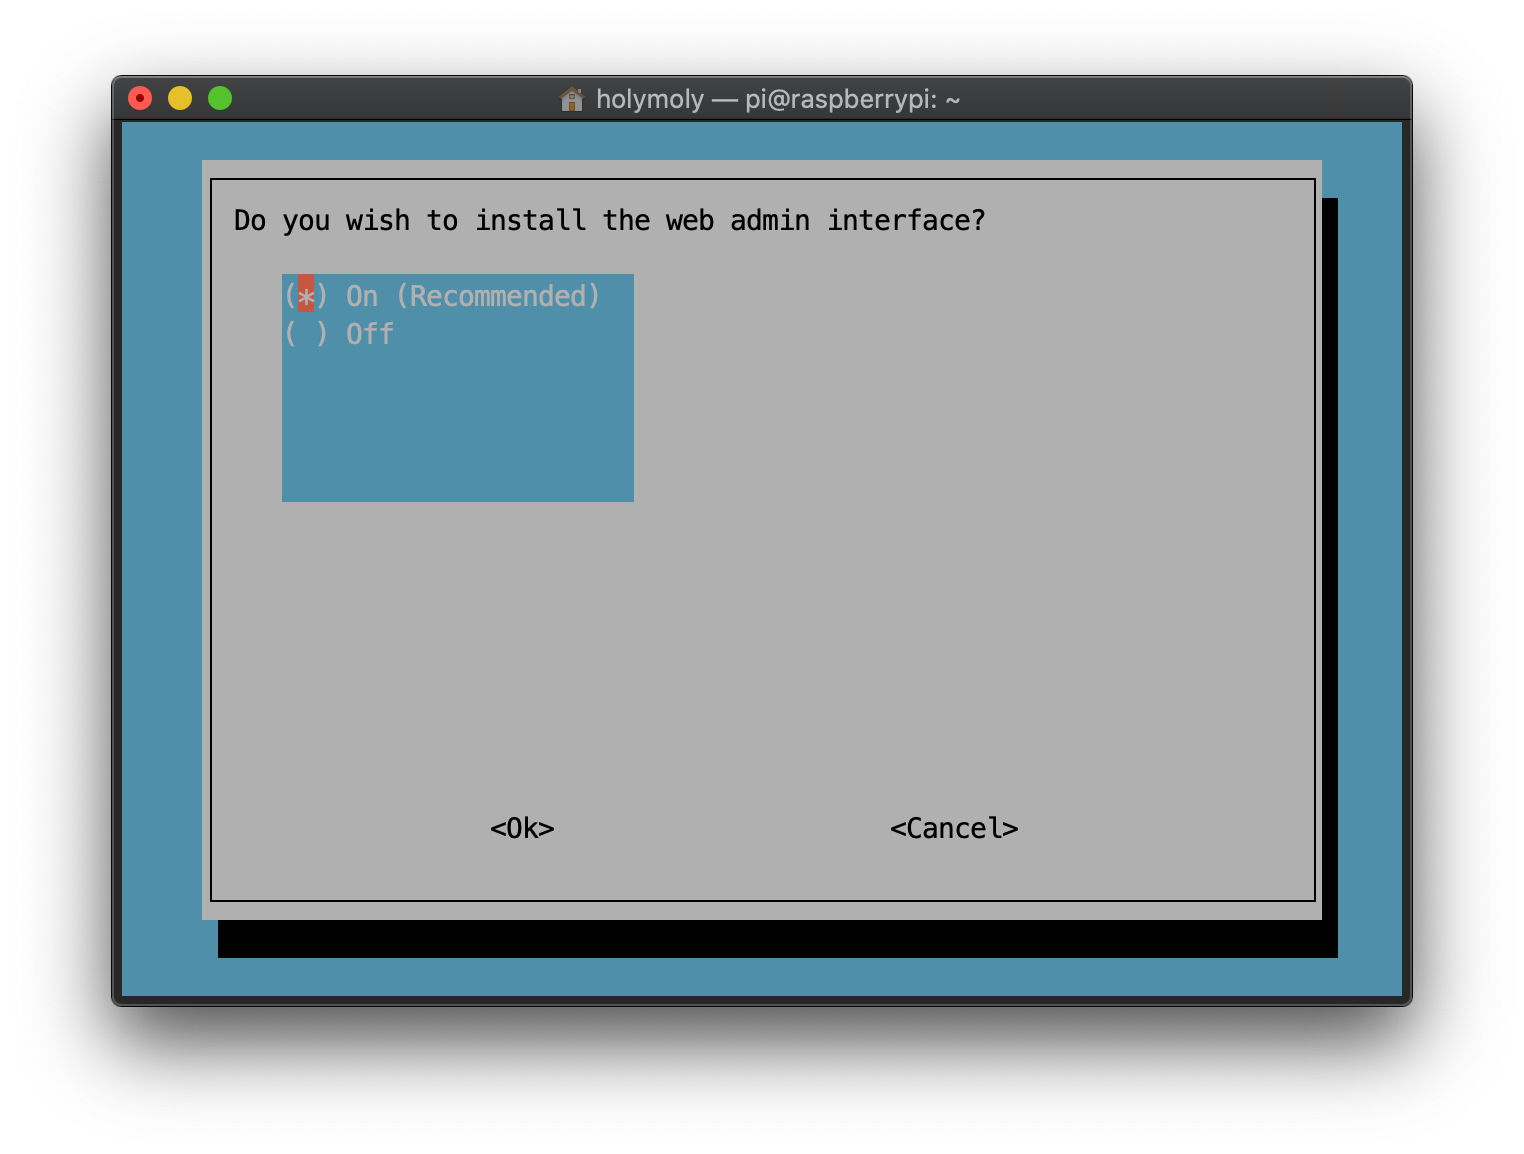 holymoly — pi@raspberrypi: ~
Do you wish to install the web admin interface?
(*) On (Recommended)
( ) Off
<Ok> <Cancel>